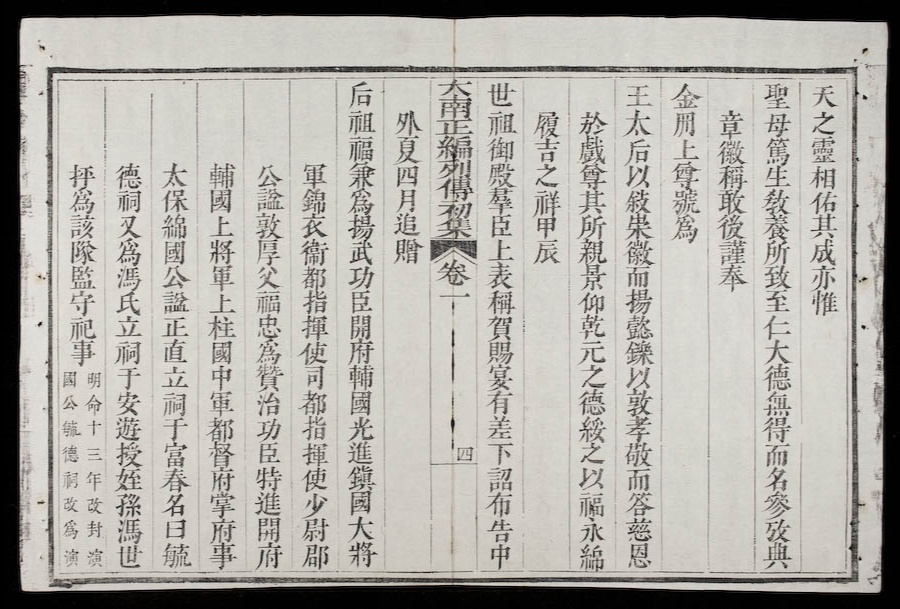 天之靈相佑其成亦惟
聖母篤生敎養所致至仁大德無得而名參攷典
章徽稱敢後謹奉
金冊上尊號爲
王太后以敍榮徽而揚懿鑠以敦孝敬而答慈恩
於戲尊其所親景仰乾元之德綏之以福永綿
履吉之祥甲辰
世祖御殿羣臣上表稱賀賜宴有差下詔布告中
大南正編列傳初集 卷一 四
外夏四月追贈
后祖福兼爲揚武功臣開府輔國光進鎭國大將
軍錦衣衞都指揮使司都指揮使少尉郡
公謚敦厚父福忠爲贊治功臣特進開府
輔國上將軍上柱國中軍都督府掌府事
太保綿國公謚正直立祠于富春名曰毓
德祠又爲馮氏立祠于安遊授姪孫馮世
抨爲該隊監守祀事
明命十三年改封演
國公毓德祠改爲演